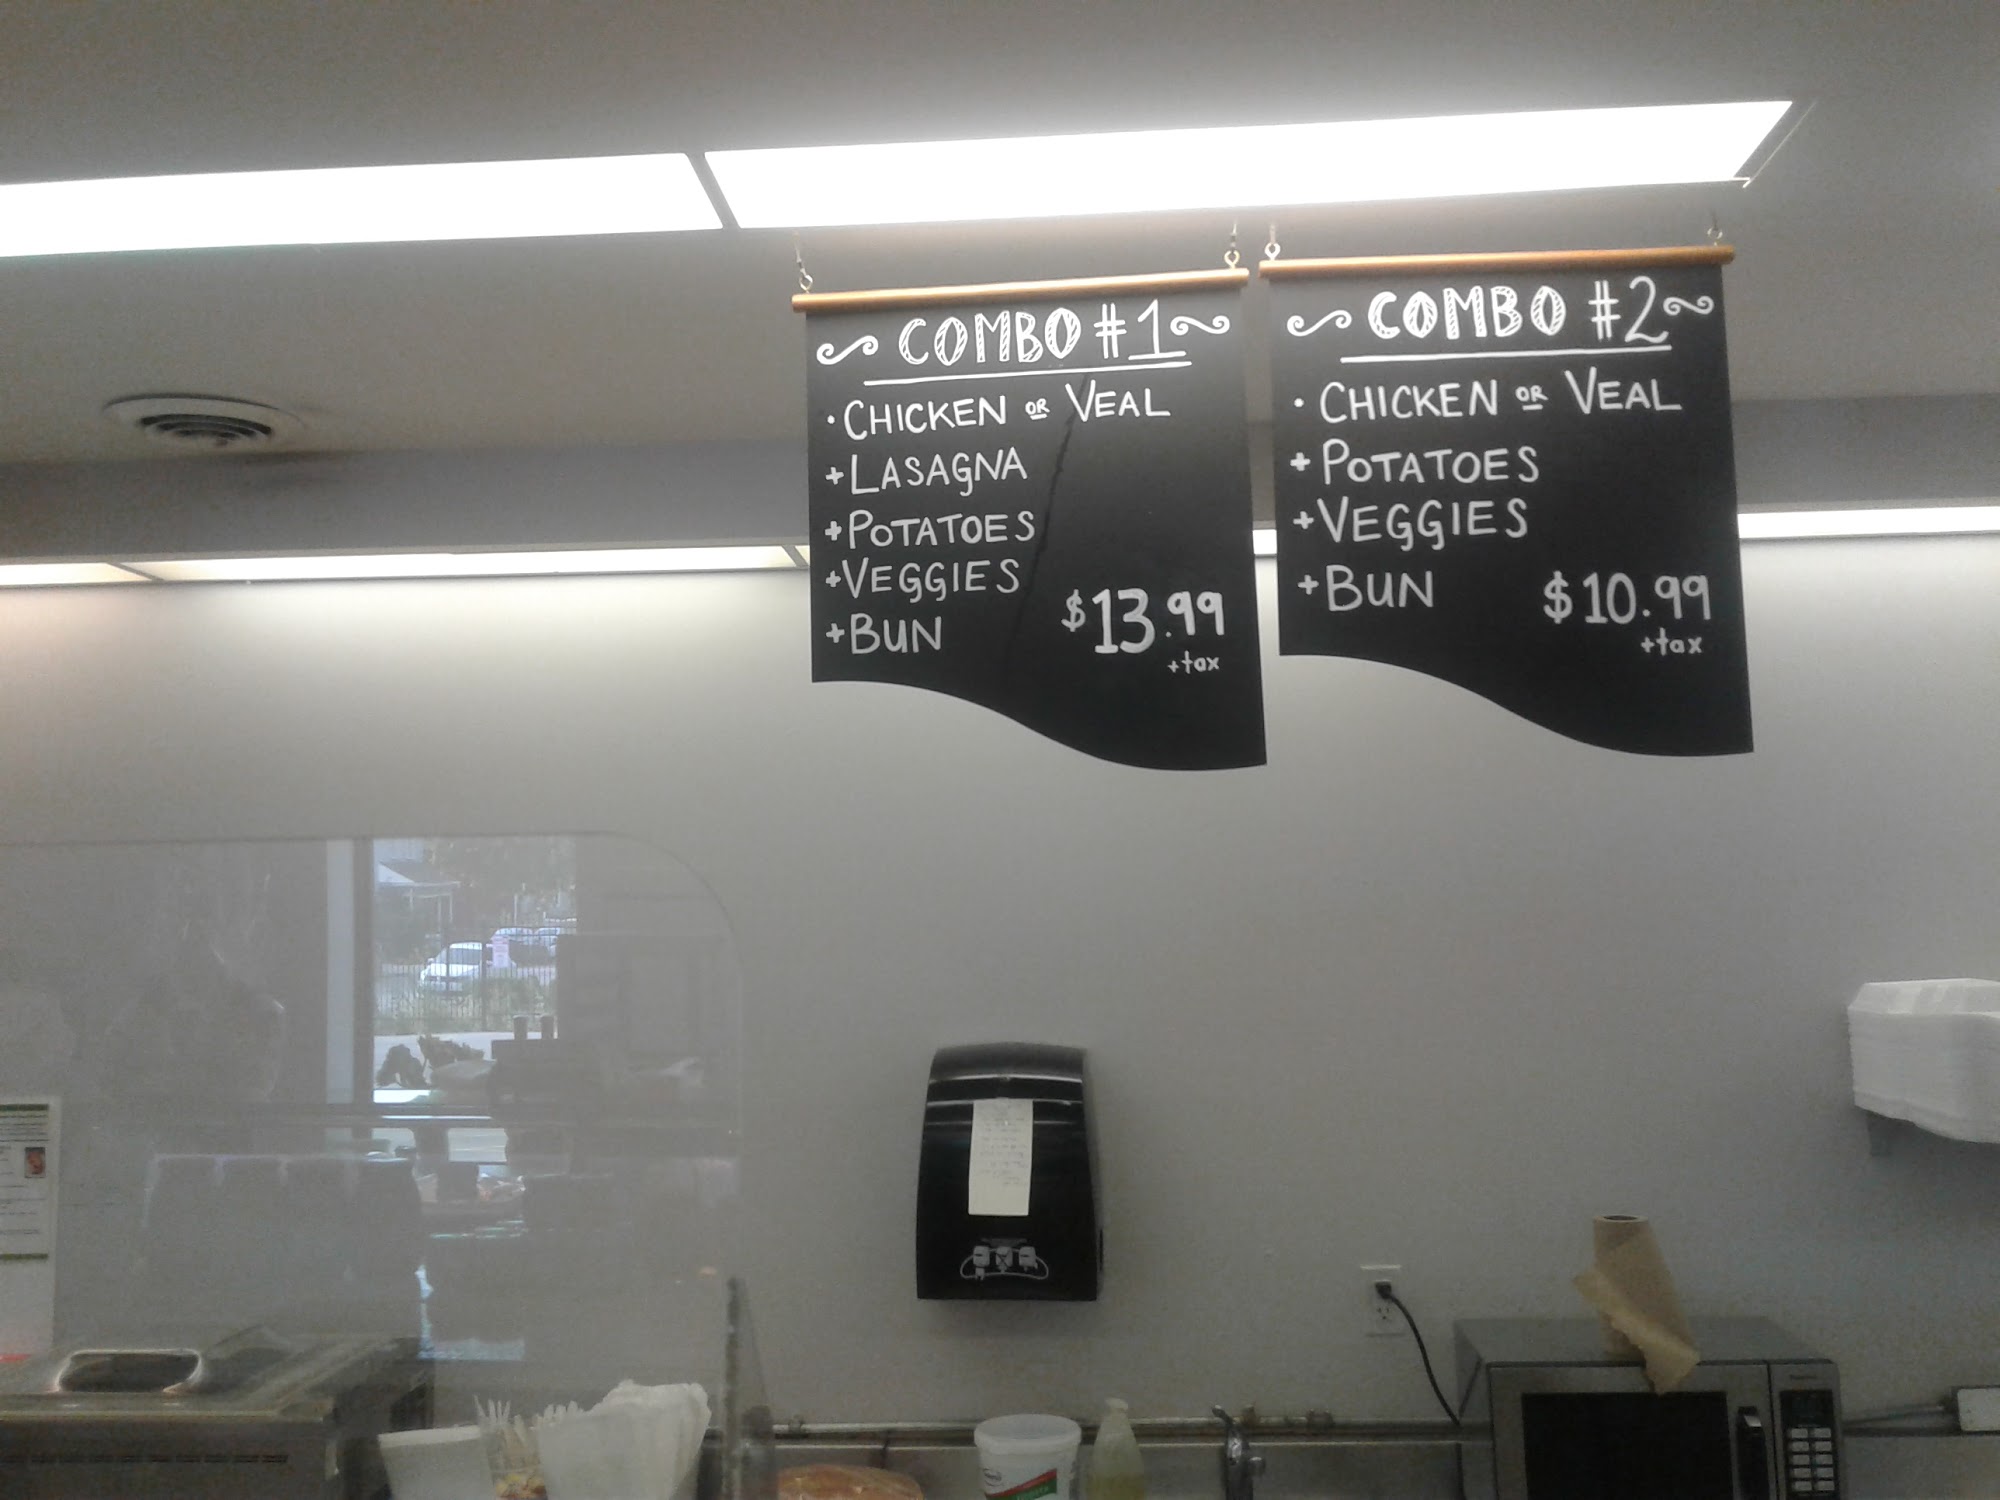 COMBO #1
• CHICKEN OR VEAL
+LASAGNA
+POTATOES
+VEGGIES
+BUN
$13.99
+tax
COMBO #2
• CHICKEN OR VEAL
+POTATOES
+VEGGIES
+BUN
$10.99
+tax